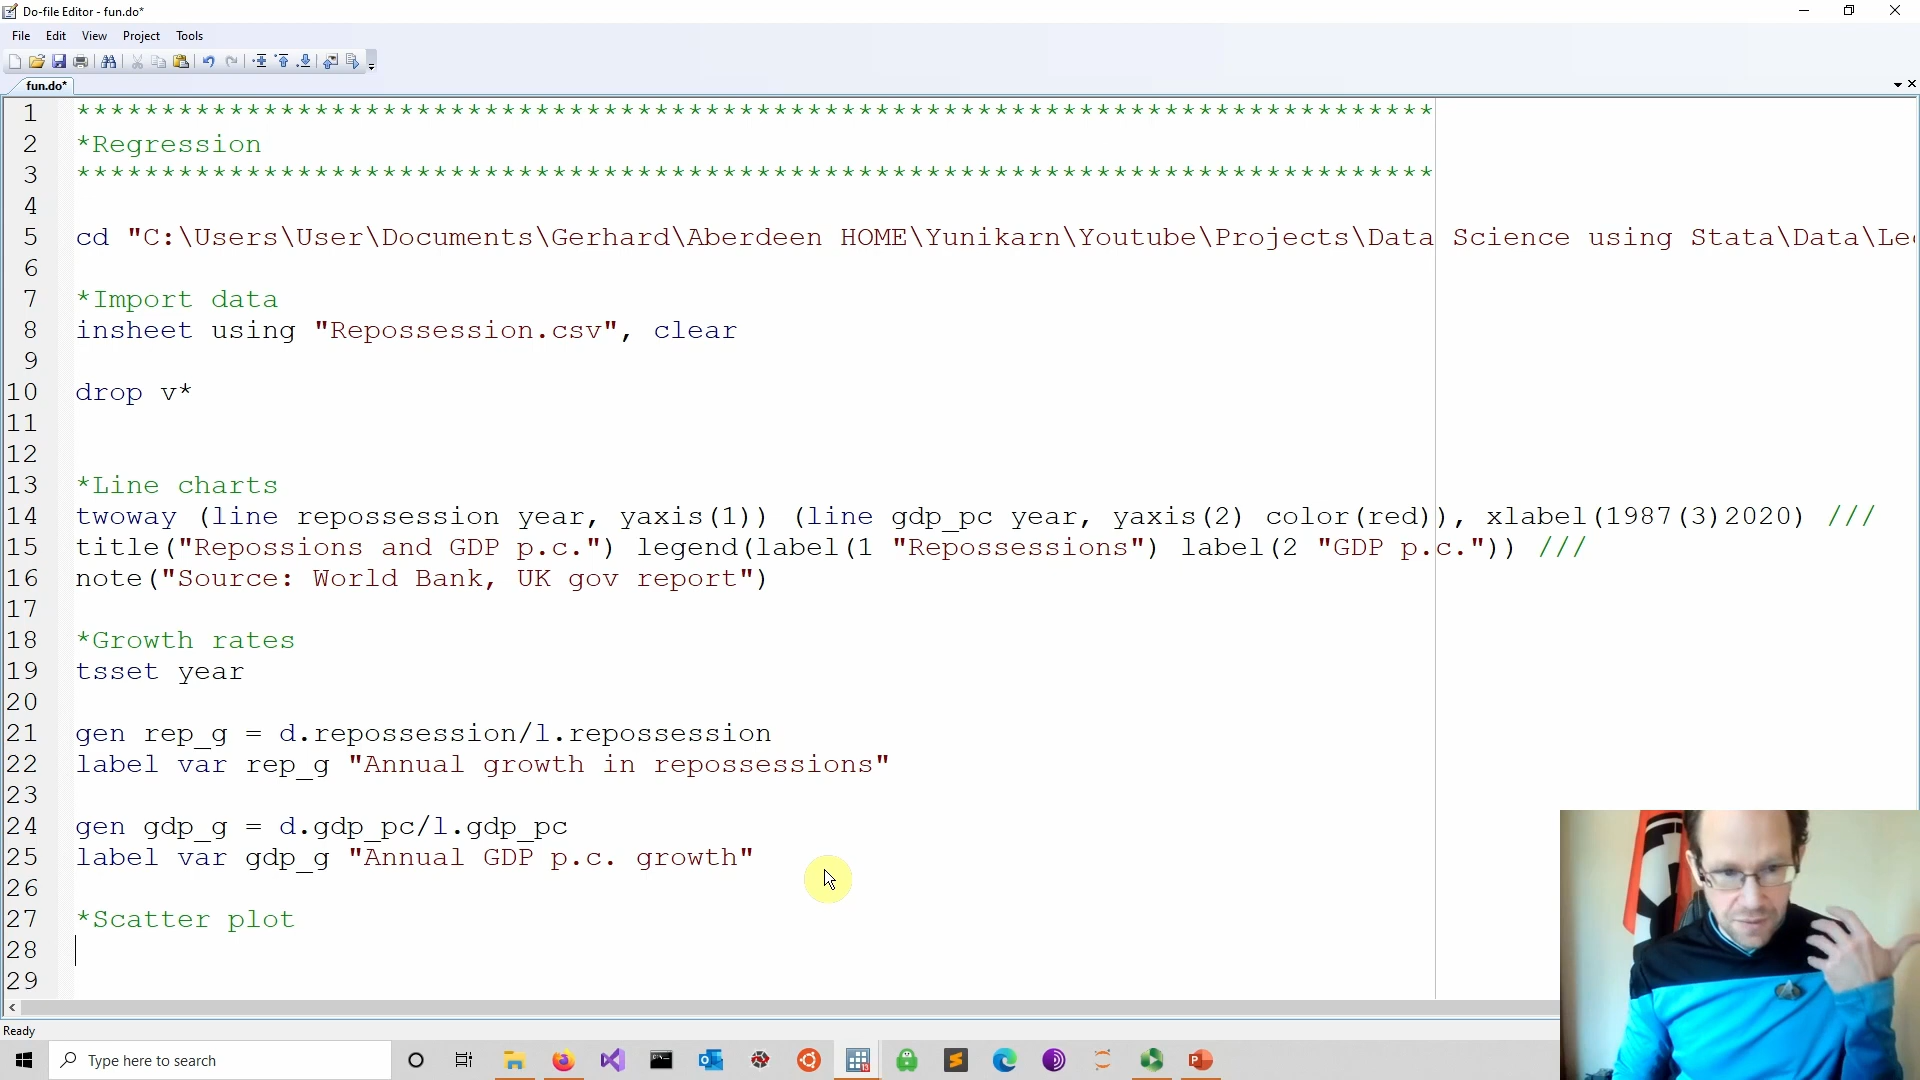 Do-file Editor - fun.do*
File Edit View Project Tools
fun.do*
1 ********************************************************************************
2 *Regression
3 ********************************************************************************
4
5 cd "C:\Users\User\Documents\Gerhard\Aberdeen HOME\Yunikarn\Youtube\Projects\Data Science using Stata\Data\Le
6
7 *Import data
8 insheet using "Repossession.csv", clear
9
10 drop v*
11
12
13 *Line charts
14 twoway (line repossession year, yaxis(1)) (line gdp_pc year, yaxis(2) color(red)), xlabel(1987(3)2020) ///
15 title("Repossions and GDP p.c.") legend(label(1 "Repossessions") label(2 "GDP p.c.")) ///
16 note("Source: World Bank, UK gov report")
17
18 *Growth rates
19 tsset year
20
21 gen rep_g = d.repossession/l.repossession
22 label var rep_g "Annual growth in repossessions"
23
24 gen gdp_g = d.gdp_pc/l.gdp_pc
25 label var gdp_g "Annual GDP p.c. growth"
26
27 *Scatter plot
28
29
Ready
Type here to search